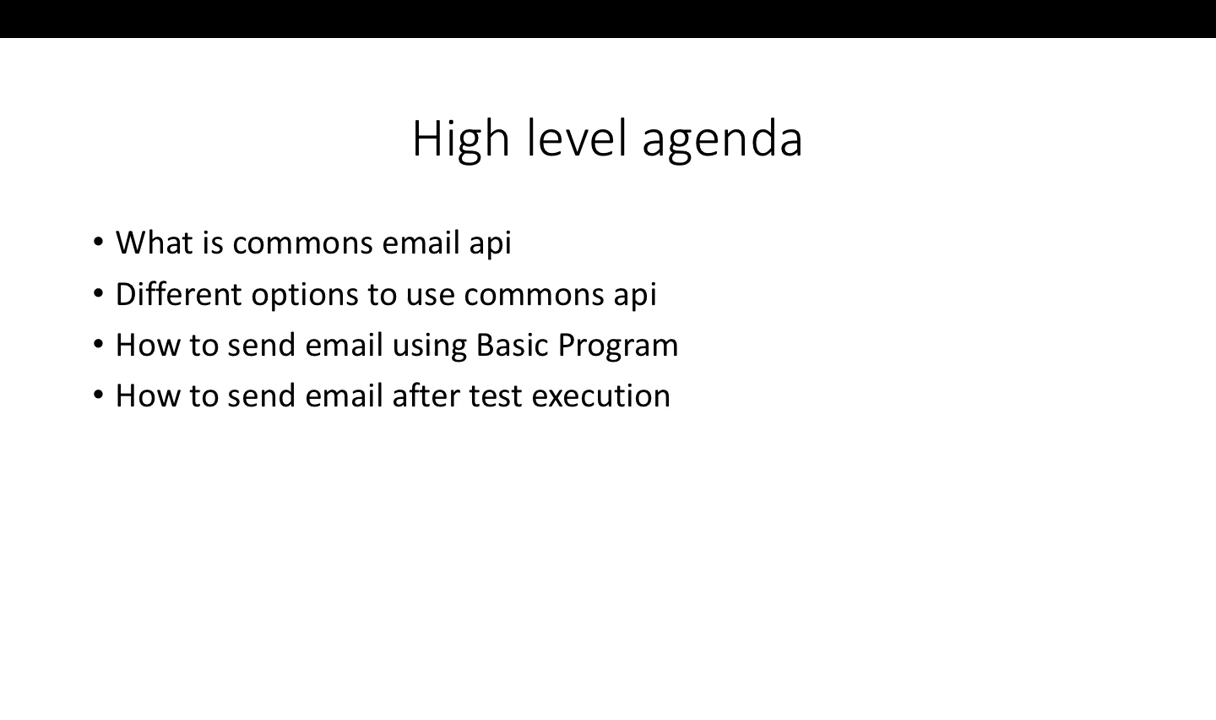 High level agenda
• What is commons email api
• Different options to use commons api
• How to send email using Basic Program
• How to send email after test execution